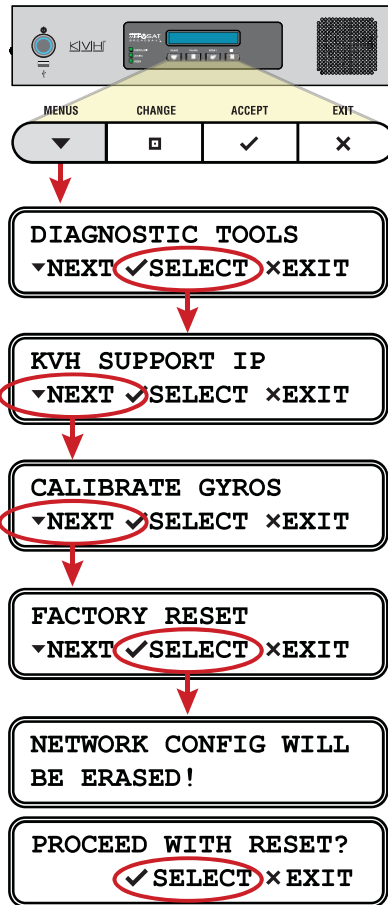 KVH
MENUS CHANGE ACCEPT EXIT
DIAGNOSTIC TOOLS
▼NEXT ✓SELECT ×EXIT
KVH SUPPORT IP
▼NEXT ✓SELECT ×EXIT
CALIBRATE GYROS
▼NEXT ✓SELECT ×EXIT
FACTORY RESET
▼NEXT ✓SELECT ×EXIT
NETWORK CONFIG WILL
BE ERASED!
PROCEED WITH RESET?
✓ SELECT × EXIT